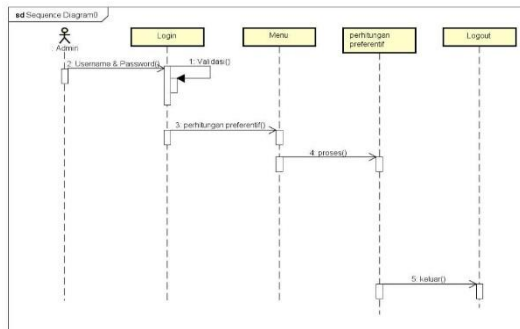 sd Sequence Diagram0
Login
Menu
perhitungan
preferentif
Logout
: Admin
2: Username & Password()
1: Validasi()
3: perhitungan preferentif()
4: proses()
5: keluar()